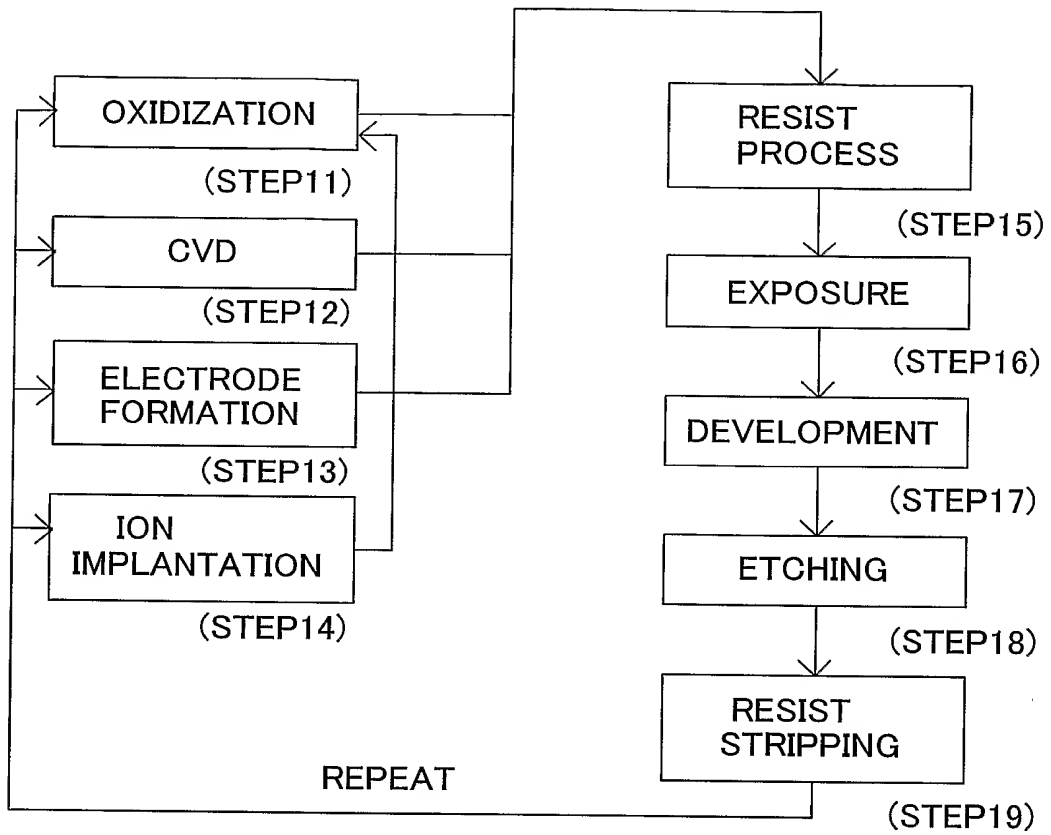 OXIDIZATION
(STEP11)
CVD
(STEP12)
ELECTRODE
FORMATION
(STEP13)
ION
IMPLANTATION
(STEP14)
RESIST
PROCESS
(STEP15)
EXPOSURE
(STEP16)
DEVELOPMENT
(STEP17)
ETCHING
(STEP18)
RESIST
STRIPPING
(STEP19)
REPEAT